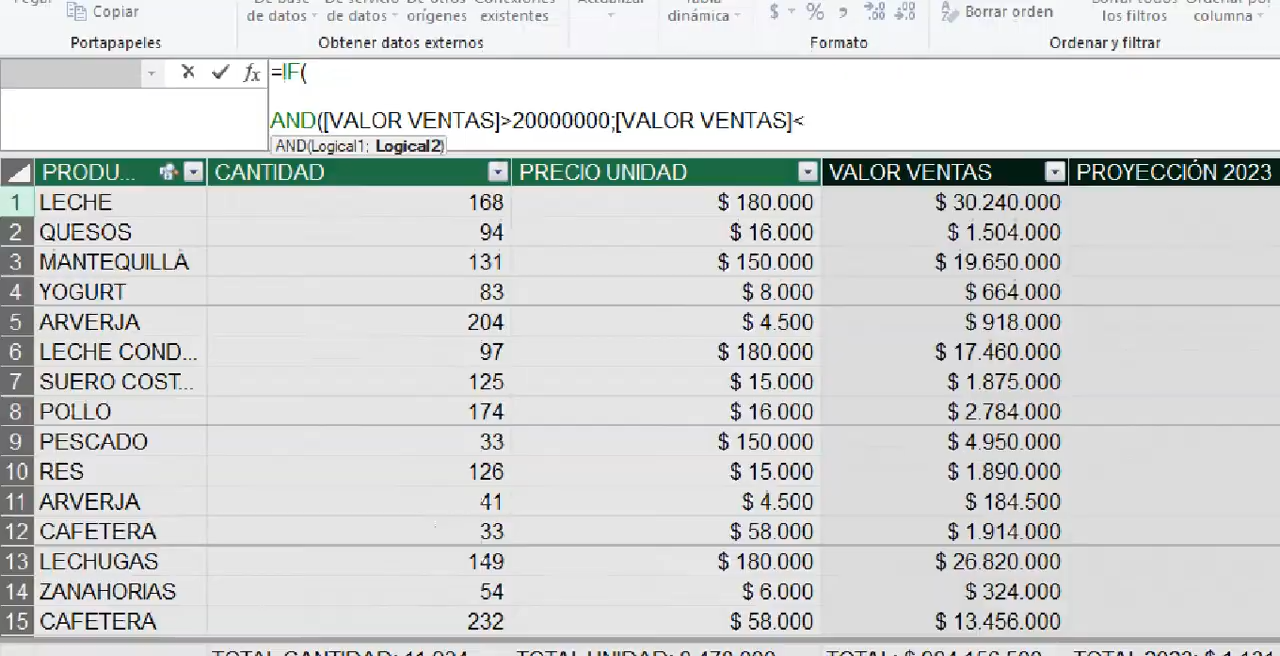 Copiar
de datos de datos orígenes existentes
dinámica
$ % Borrar orden
los filtros
columna
Portapapeles Obtener datos externos Formato Ordenar y filtrar
fx =IF(
AND([VALOR VENTAS]>20000000;[VALOR VENTAS]<
AND(Logical1; Logical2)
PRODU... CANTIDAD PRECIO UNIDAD VALOR VENTAS PROYECCIÓN 2023
1 LECHE 168 $ 180.000 $ 30.240.000
2 QUESOS 94 $ 16.000 $ 1.504.000
3 MANTEQUILLA 131 $ 150.000 $ 19.650.000
4 YOGURT 83 $ 8.000 $ 664.000
5 ARVERJA 204 $ 4.500 $ 918.000
6 LECHE COND... 97 $ 180.000 $ 17.460.000
7 SUERO COST... 125 $ 15.000 $ 1.875.000
8 POLLO 174 $ 16.000 $ 2.784.000
9 PESCADO 33 $ 150.000 $ 4.950.000
10 RES 126 $ 15.000 $ 1.890.000
11 ARVERJA 41 $ 4.500 $ 184.500
12 CAFETERA 33 $ 58.000 $ 1.914.000
13 LECHUGAS 149 $ 180.000 $ 26.820.000
14 ZANAHORIAS 54 $ 6.000 $ 324.000
15 CAFETERA 232 $ 58.000 $ 13.456.000